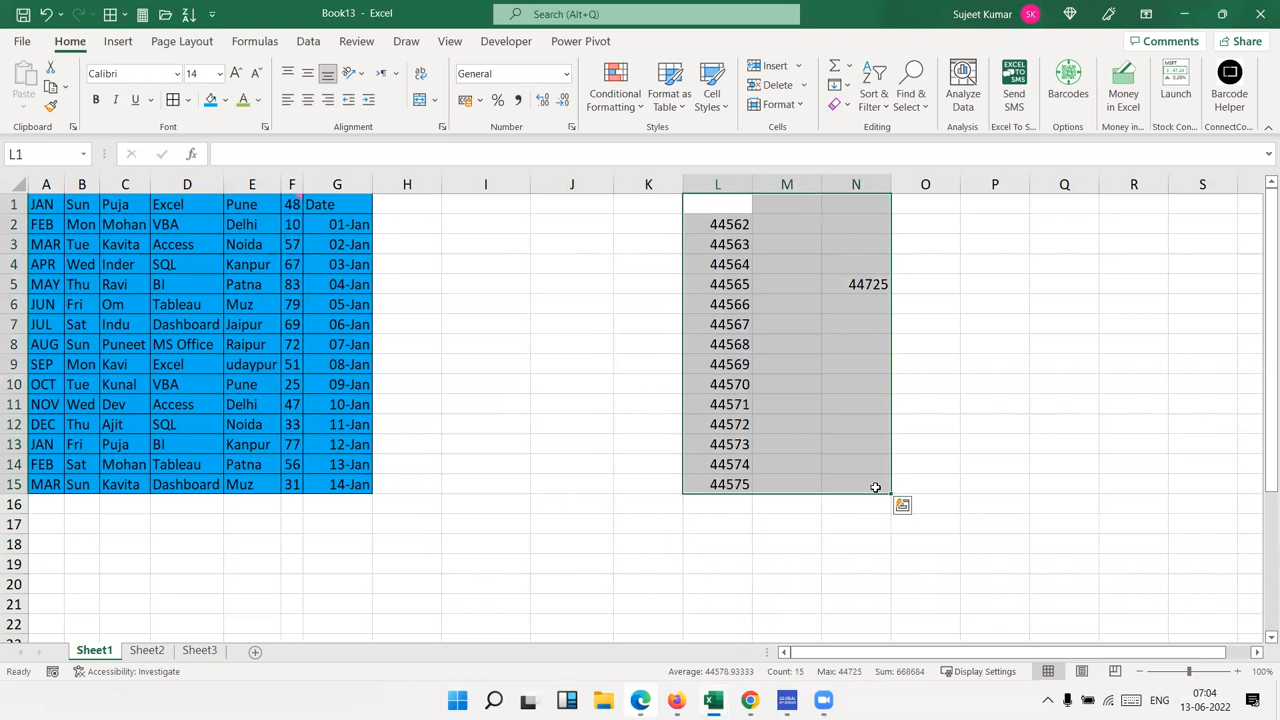 Book13 - Excel
Search (Alt+Q)
Sujeet Kumar SK
File Home Insert Page Layout Formulas Data Review View Draw Developer Power Pivot Comments Share
Paste
Clipboard
Calibri 14
B I U
Font
Alignment
General
Number
Conditional Formatting
Format as Table
Cell Styles
Styles
Insert
Delete
Format
Cells
Sort & Filter
Find & Select
Editing
Analyze Data
Analysis
Send SMS
Excel To S...
Barcodes
Options
Money in Excel
Money in...
Launch
Stock Con...
Barcode Helper
ConnectCo...
L1 fx
A B C D E F G H I J K L M N O P Q R S
1 JAN Sun Puja Excel Pune 48 Date
2 FEB Mon Mohan VBA Delhi 10 01-Jan 44562
3 MAR Tue Kavita Access Noida 57 02-Jan 44563
4 APR Wed Inder SQL Kanpur 67 03-Jan 44564
5 MAY Thu Ravi BI Patna 83 04-Jan 44565 44725
6 JUN Fri Om Tableau Muz 79 05-Jan 44566
7 JUL Sat Indu Dashboard Jaipur 69 06-Jan 44567
8 AUG Sun Puneet MS Office Raipur 72 07-Jan 44568
9 SEP Mon Kavi Excel udaypur 51 08-Jan 44569
10 OCT Tue Kunal VBA Pune 25 09-Jan 44570
11 NOV Wed Dev Access Delhi 47 10-Jan 44571
12 DEC Thu Ajit SQL Noida 33 11-Jan 44572
13 JAN Fri Puja BI Kanpur 77 12-Jan 44573
14 FEB Sat Mohan Tableau Patna 56 13-Jan 44574
15 MAR Sun Kavita Dashboard Muz 31 14-Jan 44575
16
17
18
19
20
21
22
Sheet1 Sheet2 Sheet3
Ready Accessibility: Investigate Average: 44578.93333 Count: 15 Max: 44725 Sum: 668684 Display Settings 100%
ENG 07:04
13-06-2022